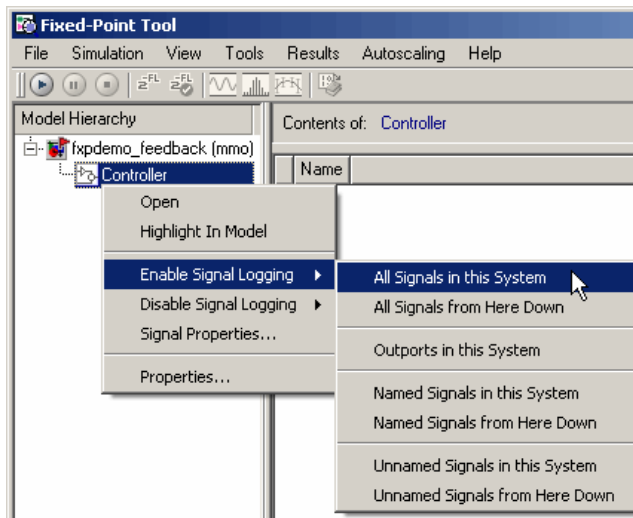 Fixed-Point Tool
File Simulation View Tools Results Autoscaling Help
Model Hierarchy
Contents of: Controller
fxpdemo_feedback (mmo)
Controller
Name
Open
Highlight In Model
Enable Signal Logging
Disable Signal Logging
Signal Properties...
Properties...
All Signals in this System
All Signals from Here Down
Outports in this System
Named Signals in this System
Named Signals from Here Down
Unnamed Signals in this System
Unnamed Signals from Here Down